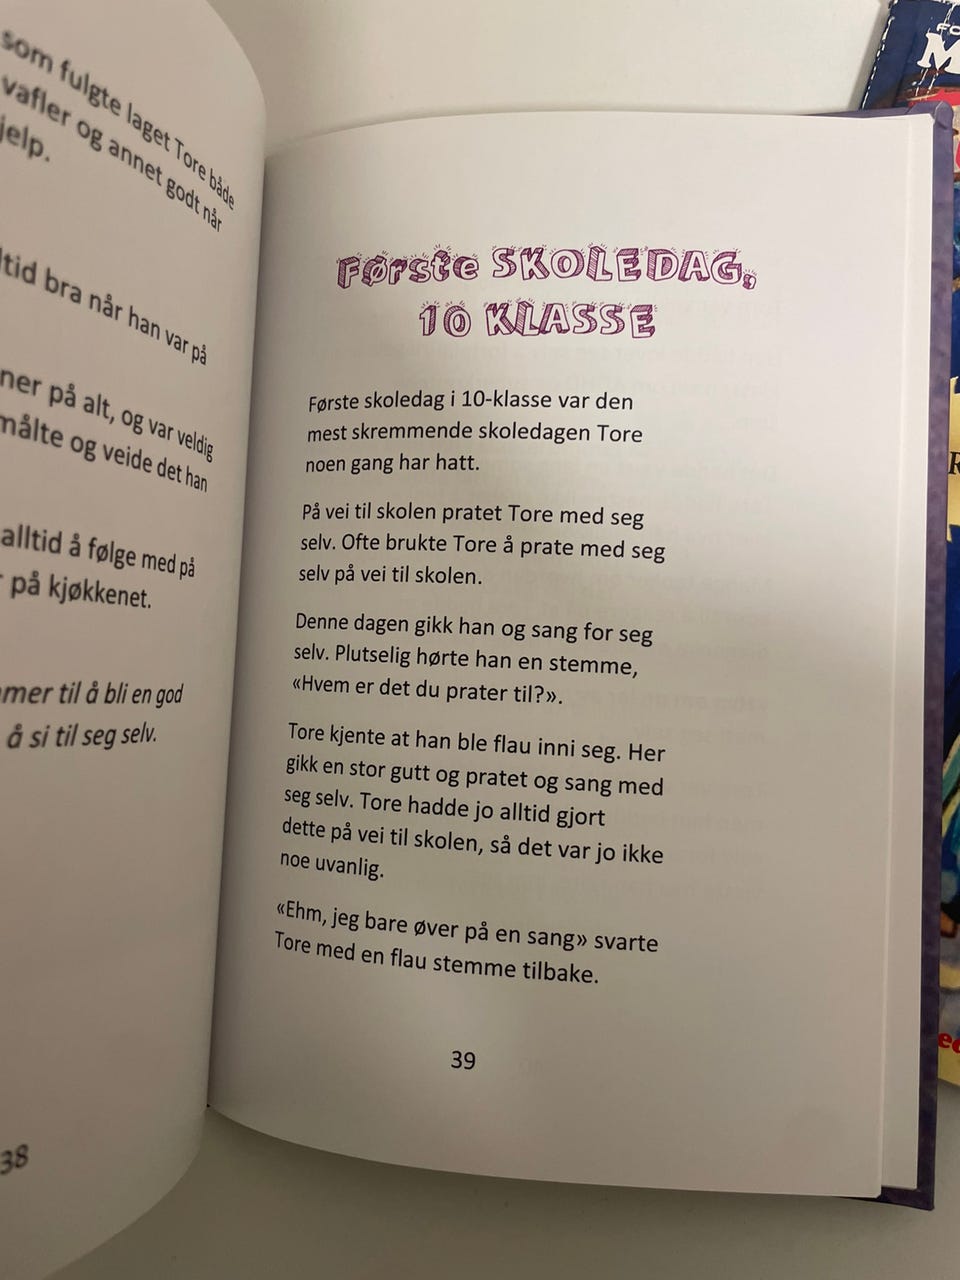 som fulgte laget Tore både
vafler og annet godt når
jelp.
ltid bra når han var på
ner på alt, og var veldig
målte og veide det han
alltid å følge med på
på kjøkkenet.
mer til å bli en god
å si til seg selv.
38
FØRSTE SKOLEDAG,
10 KLASSE
Første skoledag i 10-klasse var den
mest skremmende skoledagen Tore
noen gang har hatt.
På vei til skolen pratet Tore med seg
selv. Ofte brukte Tore å prate med seg
selv på vei til skolen.
Denne dagen gikk han og sang for seg
selv. Plutselig hørte han en stemme,
«Hvem er det du prater til?».
Tore kjente at han ble flau inni seg. Her
gikk en stor gutt og pratet og sang med
seg selv. Tore hadde jo alltid gjort
dette på vei til skolen, så det var jo ikke
noe uvanlig.
«Ehm, jeg bare øver på en sang» svarte
Tore med en flau stemme tilbake.
39